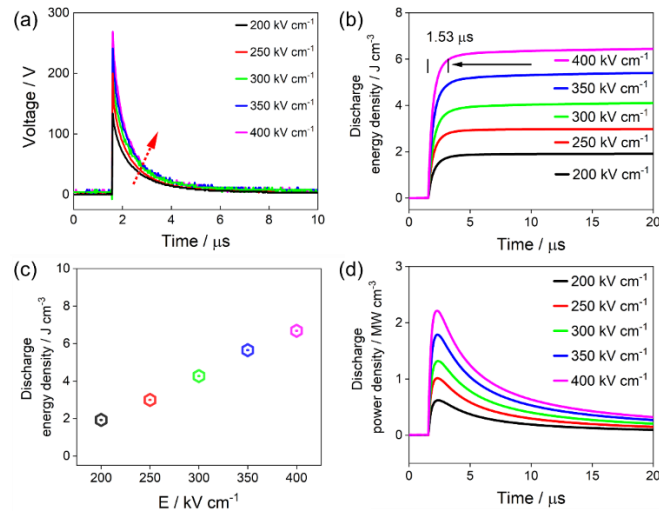 (a)
300
200
100
0
Voltage / V
200 kV cm⁻¹
250 kV cm⁻¹
300 kV cm⁻¹
350 kV cm⁻¹
400 kV cm⁻¹
0 2 4 6 8 10
Time / μs
(b)
8
6
4
2
0
Discharge
energy density / J cm⁻³
1.53 μs
400 kV cm⁻¹
350 kV cm⁻¹
300 kV cm⁻¹
250 kV cm⁻¹
200 kV cm⁻¹
0 5 10 15 20
Time / μs
(c)
10
8
6
4
2
0
Discharge
energy density / J cm⁻³
200 250 300 350 400
E / kV cm⁻¹
(d)
3
2
1
0
Discharge
power density / MW cm⁻³
200 kV cm⁻¹
250 kV cm⁻¹
300 kV cm⁻¹
350 kV cm⁻¹
400 kV cm⁻¹
0 5 10 15 20
Time / μs